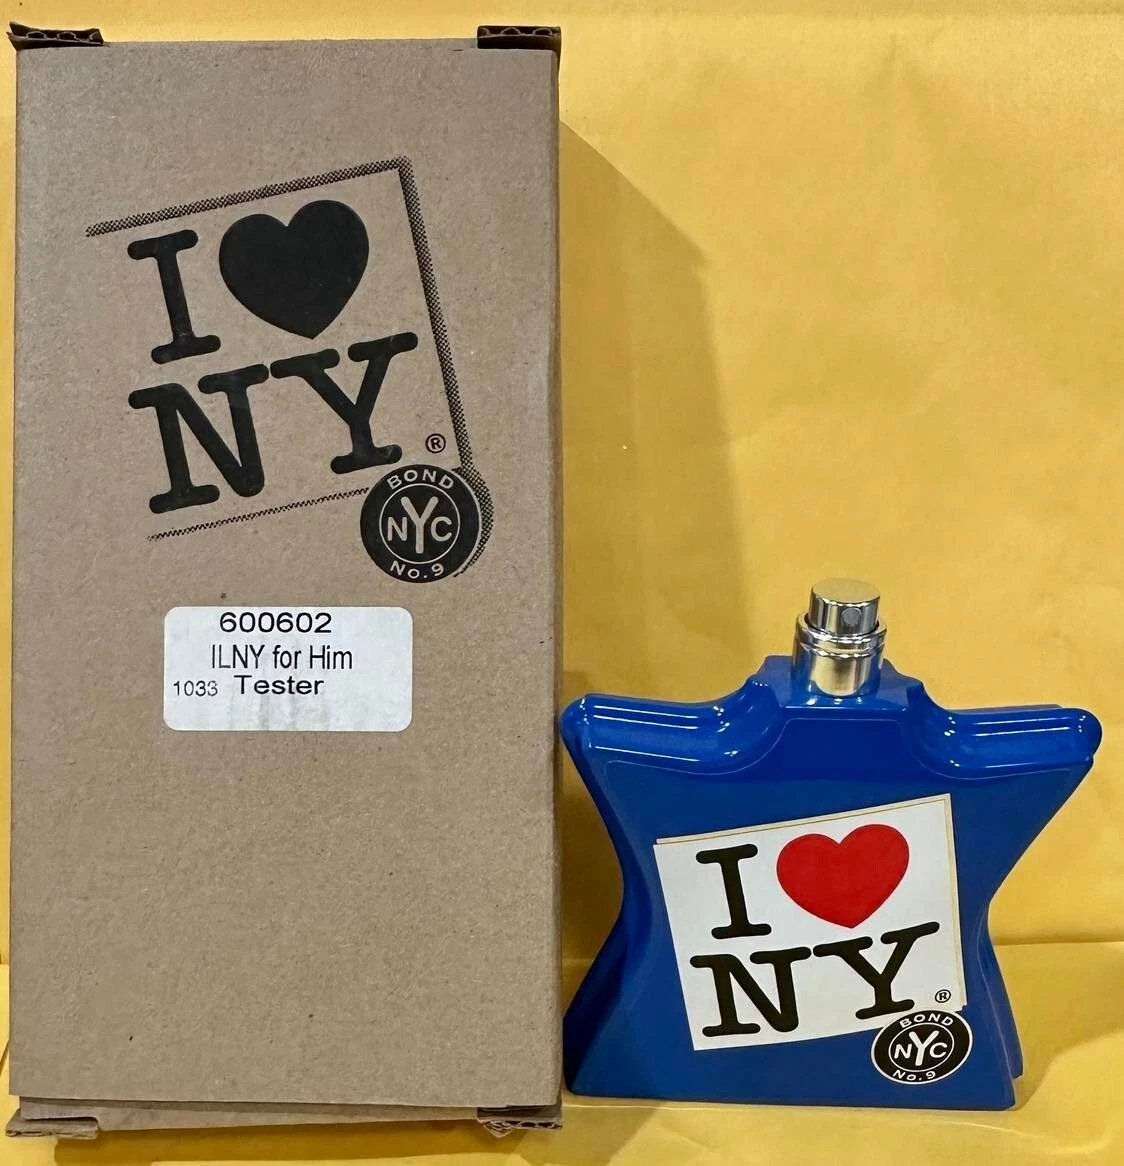 I ♥
NY
®
BOND
NYC
No.9
600602
ILNY for Him
1033 Tester
I ♥
NY
®
BOND
NYC
No.9